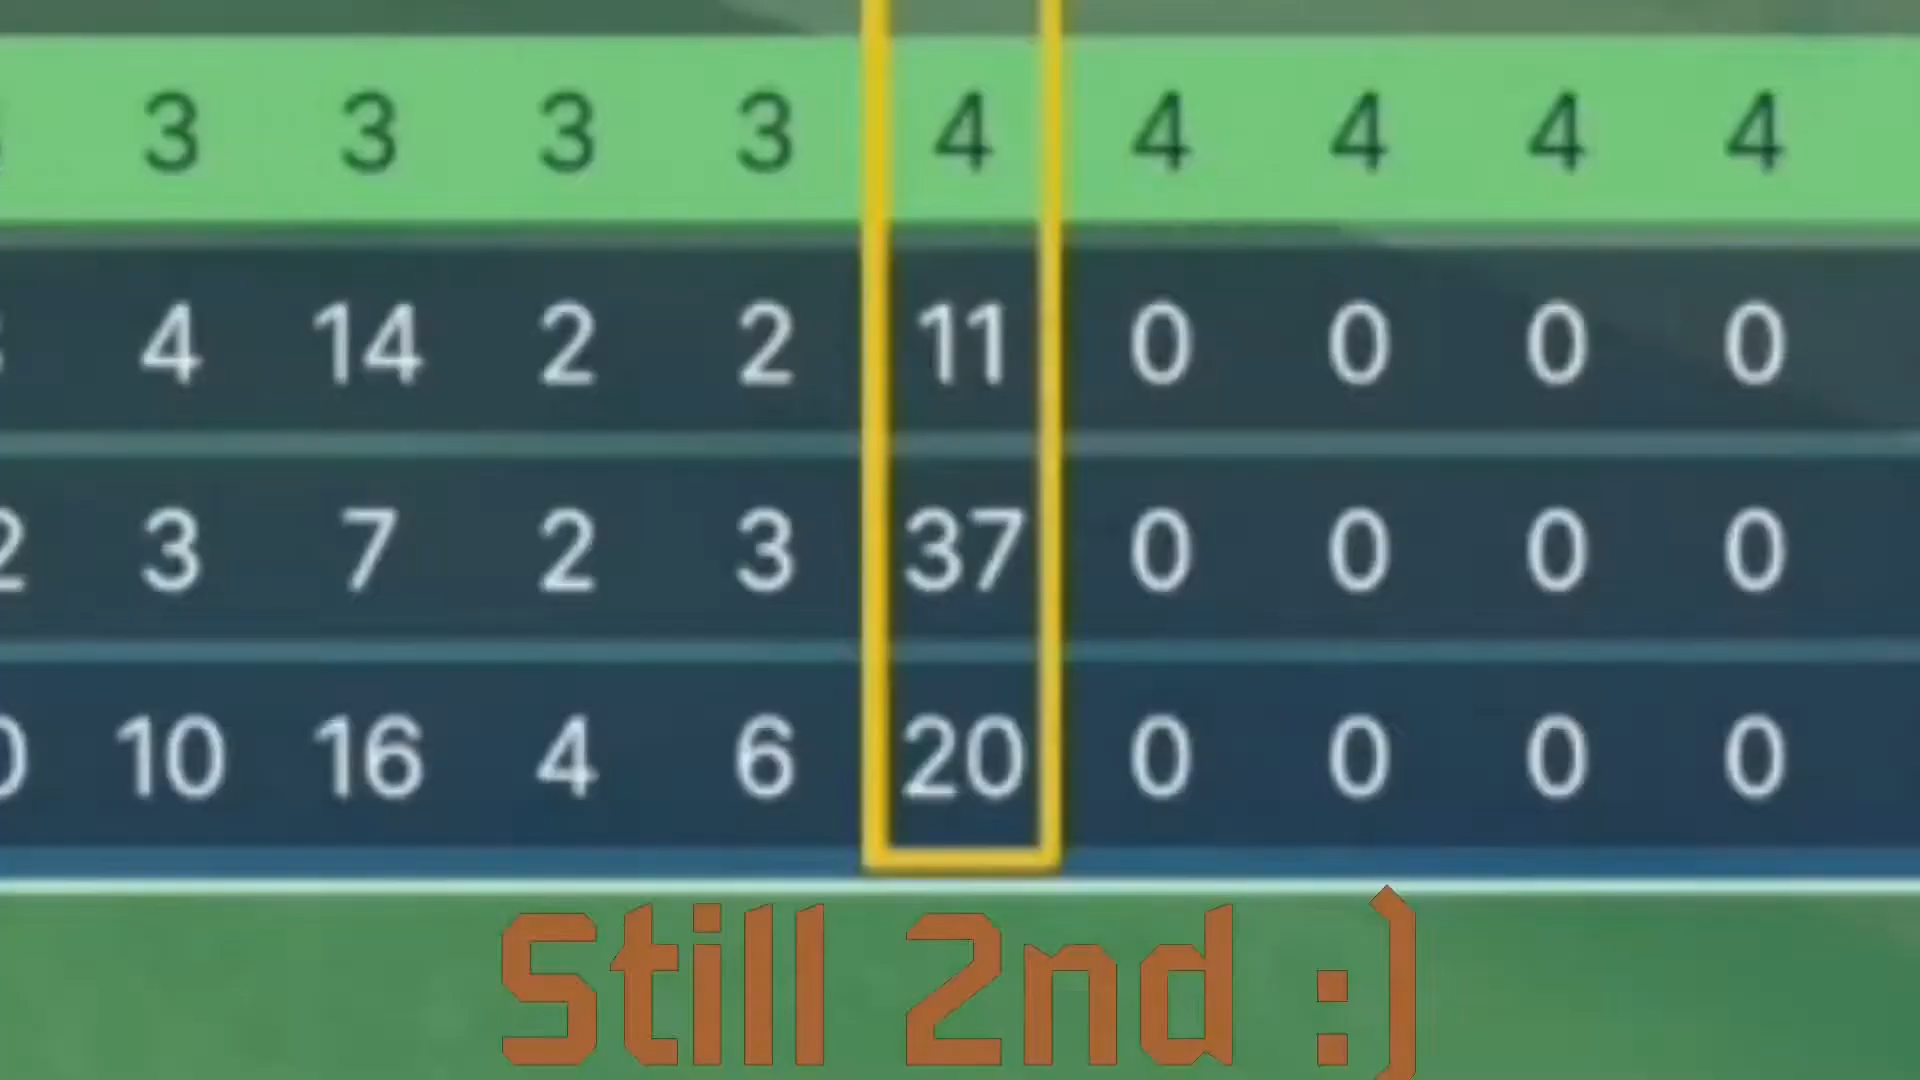 3 3 3 3 4 4 4 4 4
4 14 2 2 11 0 0 0 0
2 3 7 2 3 37 0 0 0 0
10 16 4 6 20 0 0 0 0
Still 2nd :)